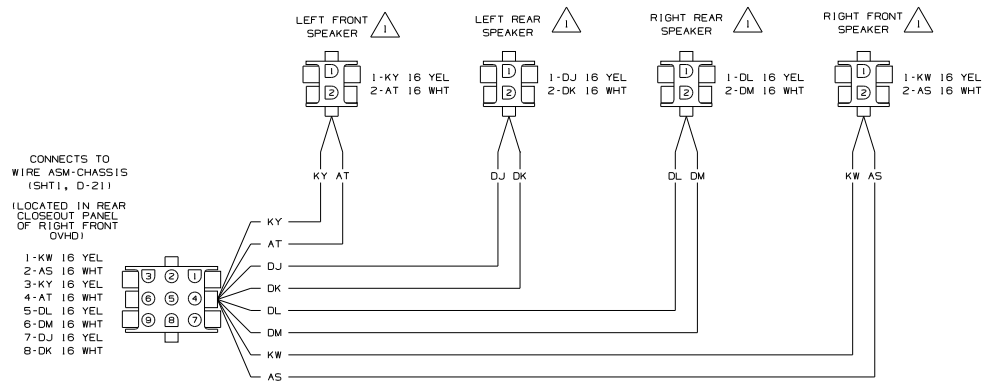 LEFT FRONT
SPEAKER
1
LEFT REAR
SPEAKER
1
RIGHT REAR
SPEAKER
1
RIGHT FRONT
SPEAKER
1
1
2
1-KY 16 YEL
2-AT 16 WHT
1
2
1-DJ 16 YEL
2-DK 16 WHT
1
2
1-DL 16 YEL
2-DM 16 WHT
1
2
1-KW 16 YEL
2-AS 16 WHT
KY AT
DJ DK
DL DM
KW AS
CONNECTS TO
WIRE ASM-CHASSIS
(SHT1, D-21)
(LOCATED IN REAR
CLOSEOUT PANEL
OF RIGHT FRONT
OVHD)
1-KW 16 YEL
2-AS 16 WHT
3-KY 16 YEL
4-AT 16 WHT
5-DL 16 YEL
6-DM 16 WHT
7-DJ 16 YEL
8-DK 16 WHT
3 2 1
6 5 4
9 8 7
KY
AT
DJ
DK
DL
DM
KW
AS